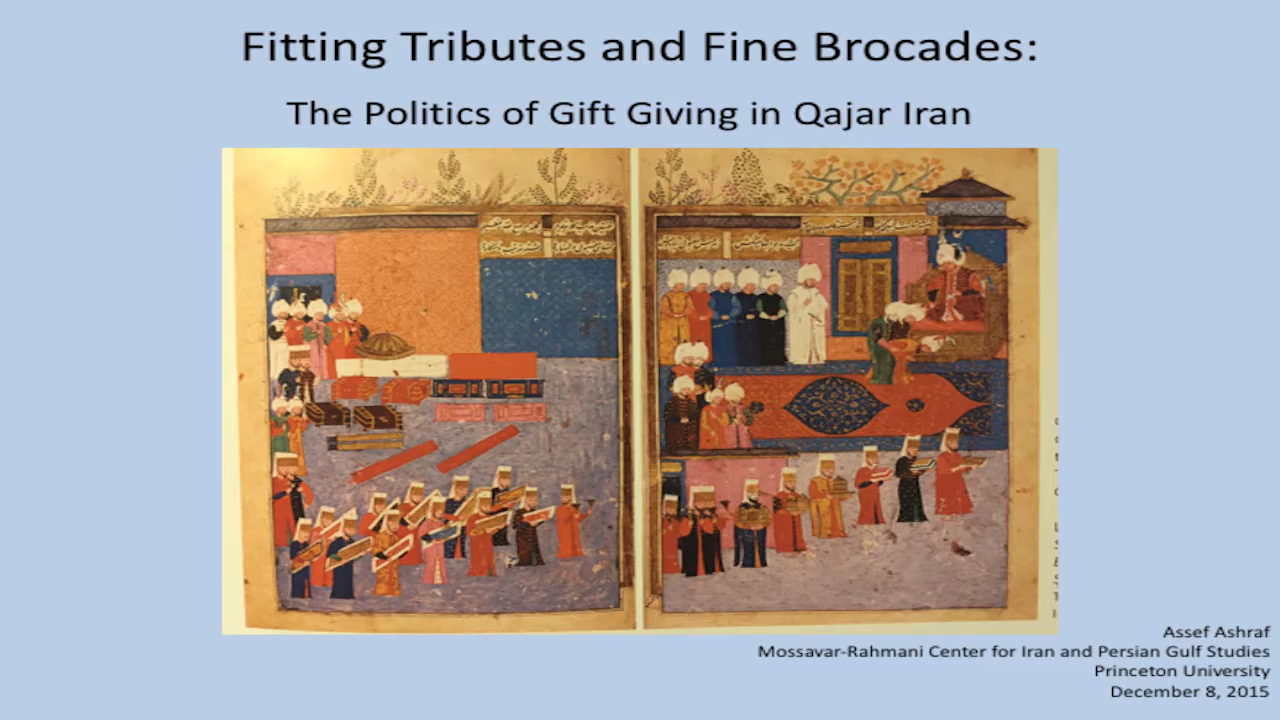 Fitting Tributes and Fine Brocades:
The Politics of Gift Giving in Qajar Iran
Assef Ashraf
Mossavar-Rahmani Center for Iran and Persian Gulf Studies
Princeton University
December 8, 2015